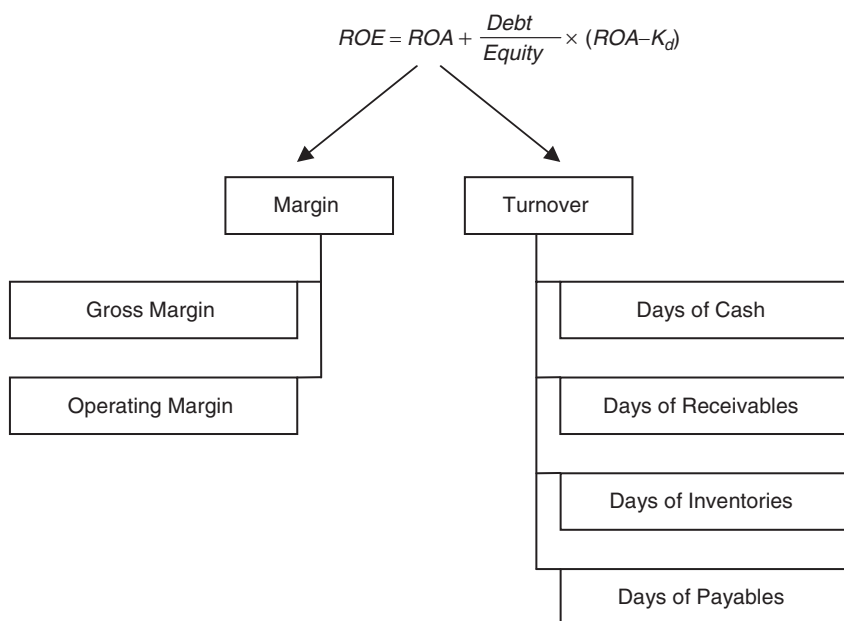 ROE = ROA + Debt/Equity × (ROA–K_d)
Margin
Turnover
Gross Margin
Days of Cash
Operating Margin
Days of Receivables
Days of Inventories
Days of Payables